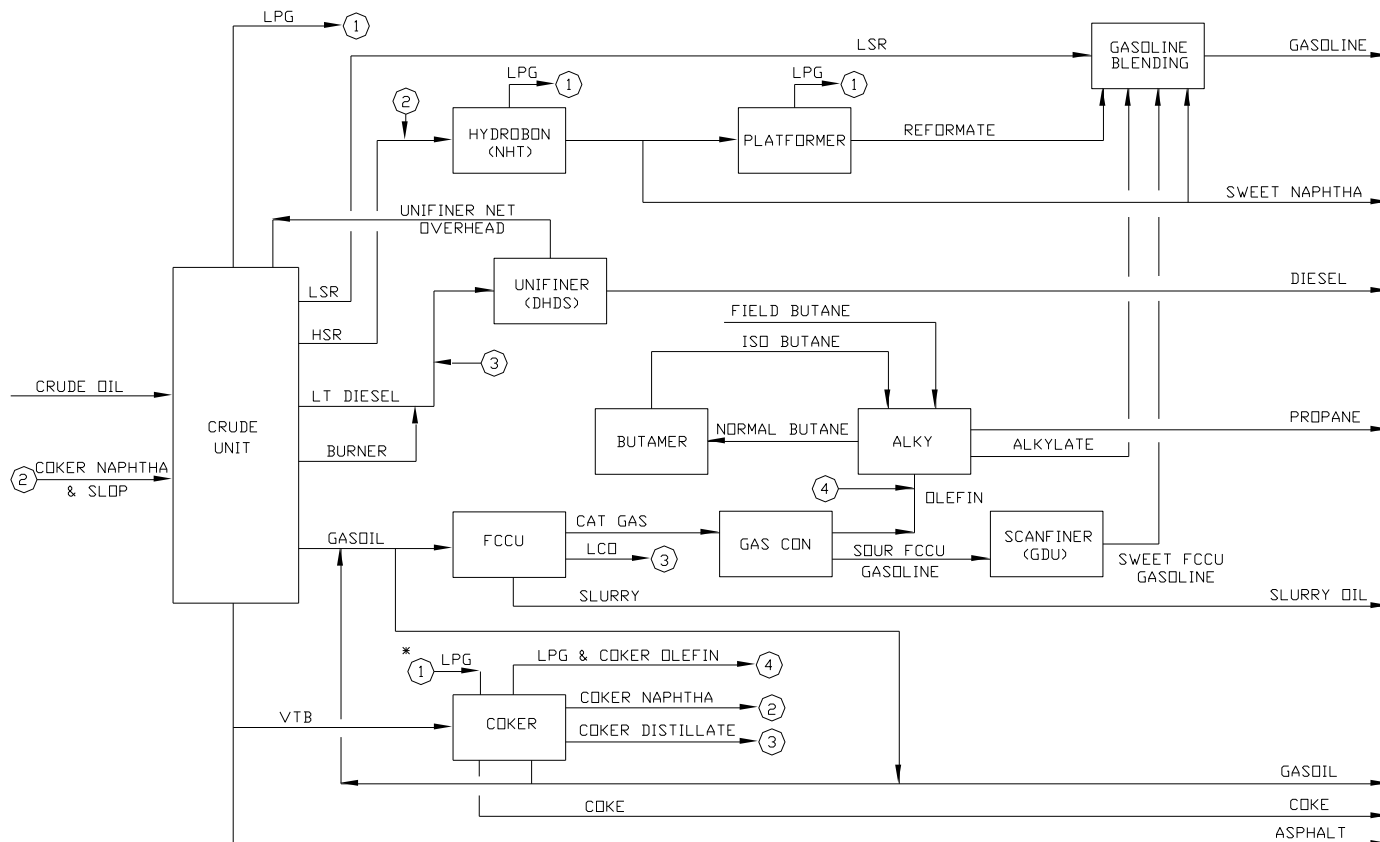 LPG
1
LSR
GASOLINE
BLENDING
GASOLINE
LPG
1
LPG
1
2
HYDROBON
(NHT)
PLATFORMER
REFORMATE
SWEET NAPHTHA
UNIFINER NET
OVERHEAD
UNIFINER
(DHDS)
DIESEL
LSR
FIELD BUTANE
HSR
ISO BUTANE
3
CRUDE OIL
LT DIESEL
CRUDE
UNIT
BUTAMER
NORMAL BUTANE
ALKY
PROPANE
ALKYLATE
BURNER
2
COKER NAPHTHA
& SLOP
4
OLEFIN
GASOIL
FCCU
CAT GAS
LCO
3
GAS CON
SOUR FCCU
GASOLINE
SCANFINER
(GDU)
SWEET FCCU
GASOLINE
SLURRY
SLURRY OIL
*
1
LPG
LPG & COKER OLEFIN
4
VTB
COKER
COKER NAPHTHA
2
COKER DISTILLATE
3
GASOIL
COKE
COKE
ASPHALT